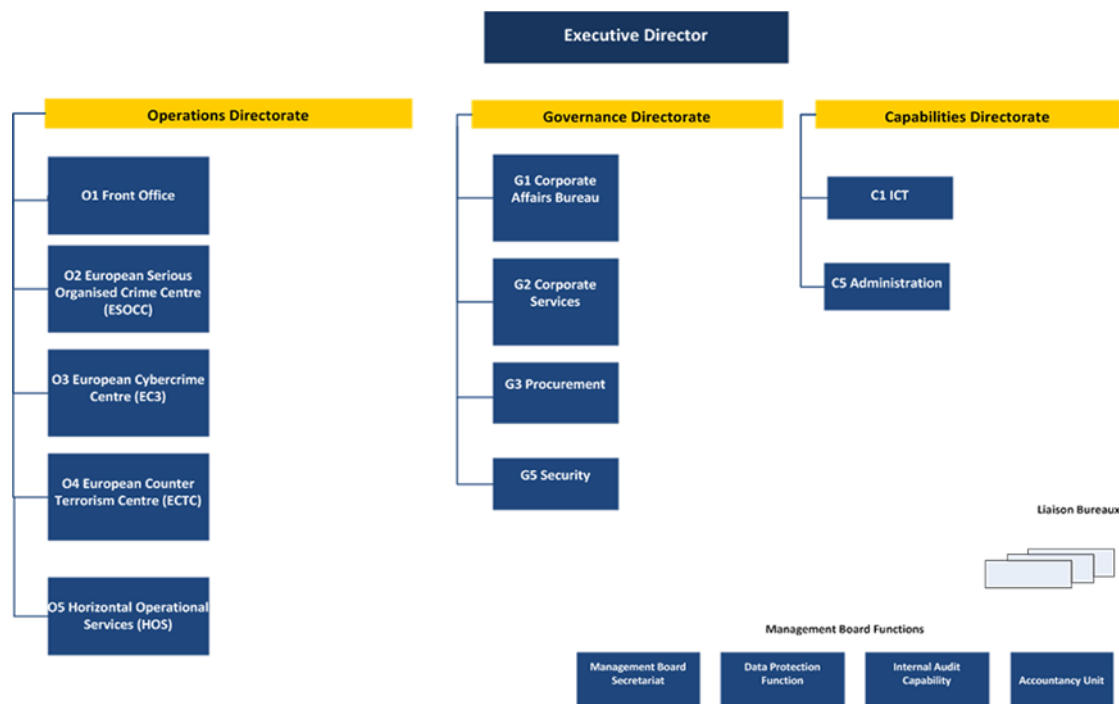 Executive Director
Operations Directorate
Governance Directorate
Capabilities Directorate
O1 Front Office
O2 European Serious
Organised Crime Centre
(ESOCC)
O3 European Cybercrime
Centre (EC3)
O4 European Counter
Terrorism Centre (ECTC)
O5 Horizontal Operational
Services (HOS)
G1 Corporate
Affairs Bureau
G2 Corporate
Services
G3 Procurement
G5 Security
C1 ICT
C5 Administration
Liaison Bureaux
Management Board Functions
Management Board
Secretariat
Data Protection
Function
Internal Audit
Capability
Accountancy Unit